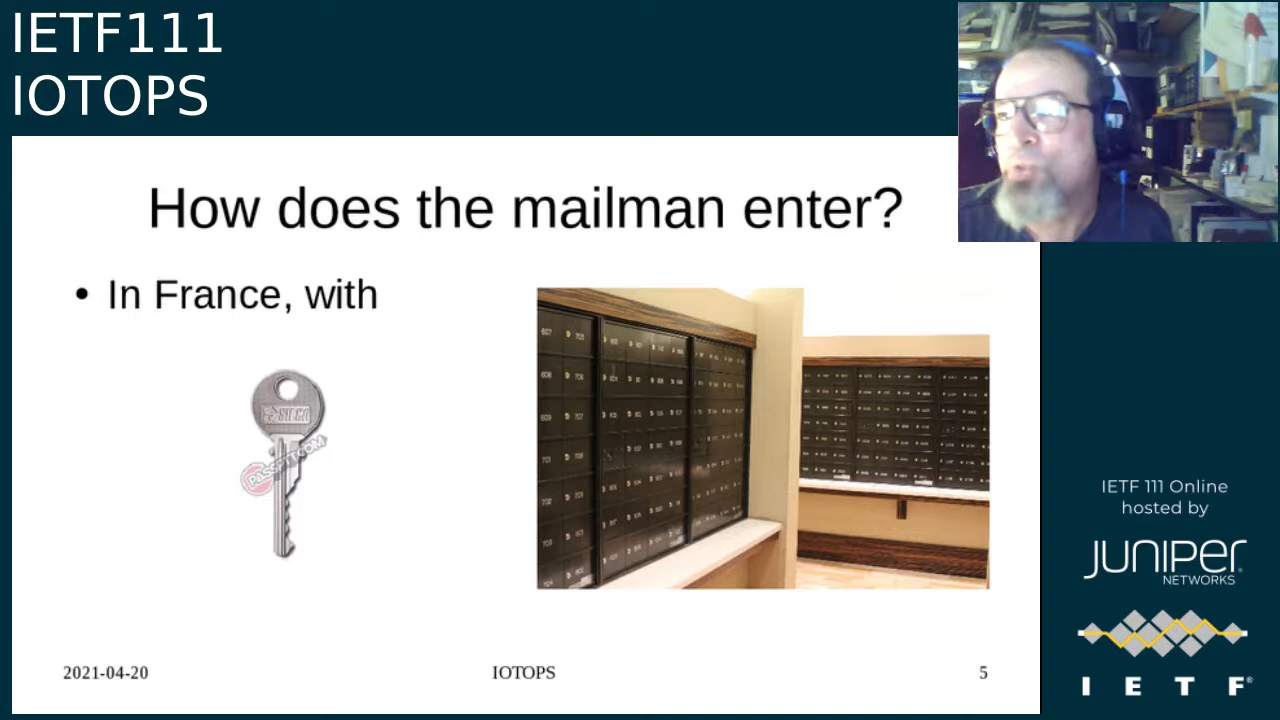 IETF111
IOTOPS
How does the mailman enter?
• In France, with
2021-04-20
IOTOPS
5
IETF 111 Online
hosted by
JUNIPER
NETWORKS
I E T F